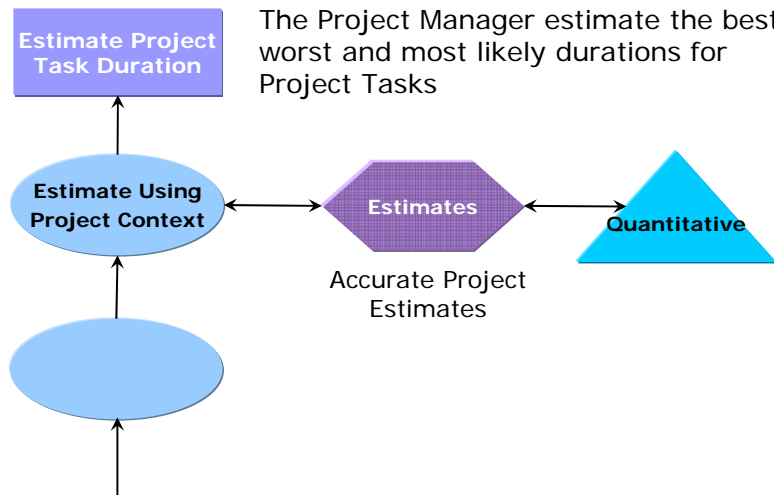 Estimate Project
Task Duration
The Project Manager estimate the best
worst and most likely durations for
Project Tasks
Estimate Using
Project Context
Estimates
Quantitative
Accurate Project
Estimates